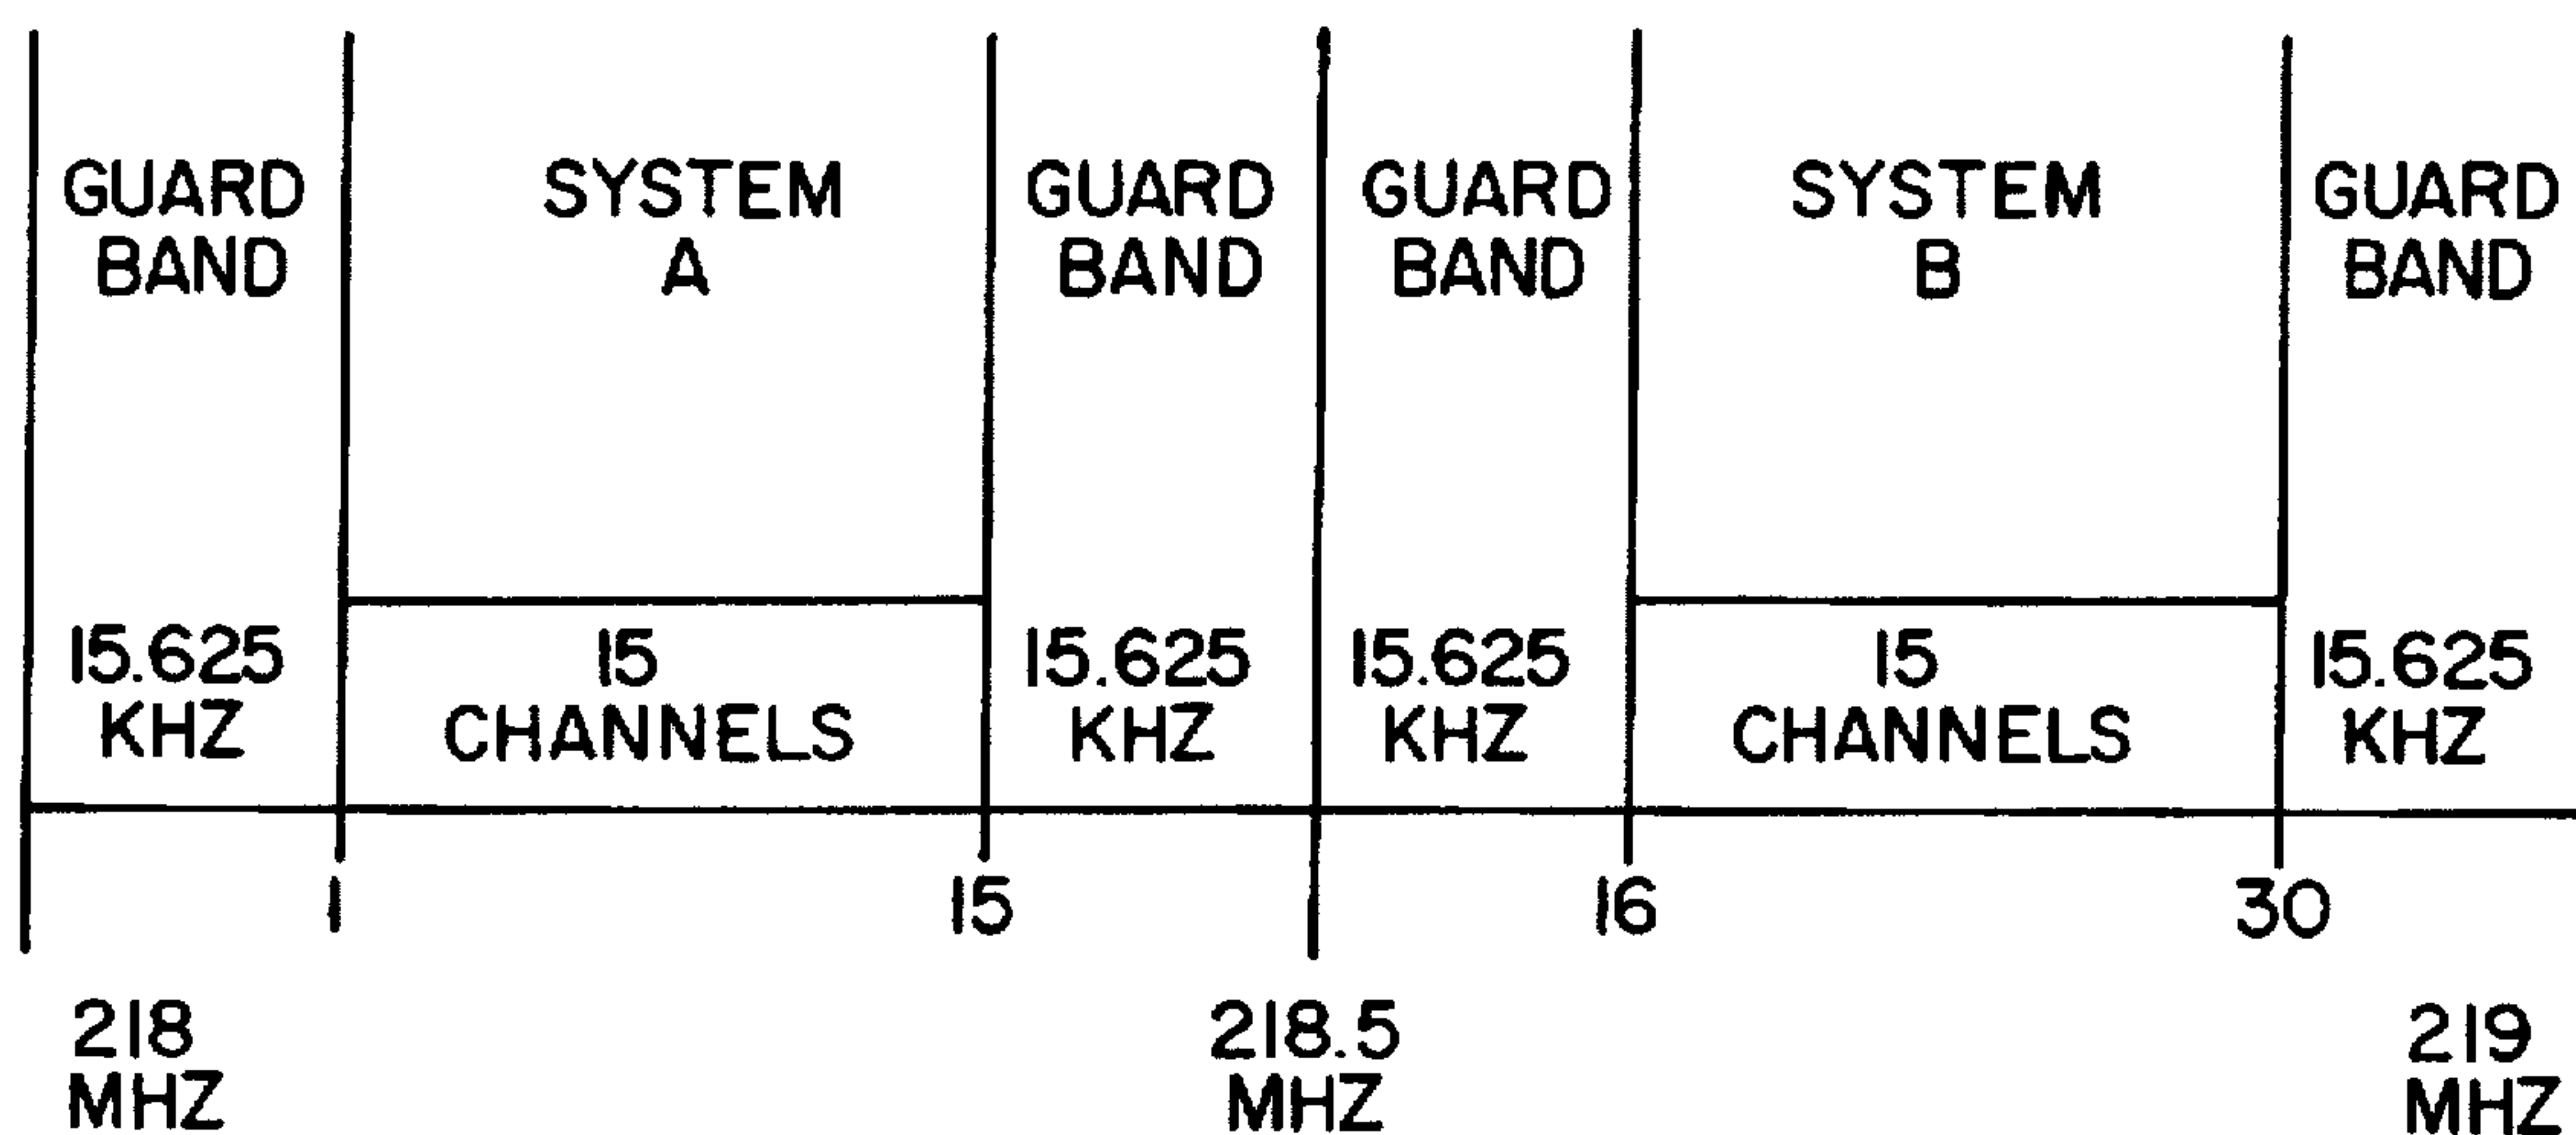 GUARD
BAND
SYSTEM
A
GUARD
BAND
GUARD
BAND
SYSTEM
B
GUARD
BAND
15.625
KHZ
15
CHANNELS
15.625
KHZ
15.625
KHZ
15
CHANNELS
15.625
KHZ
1
15
16
30
218
MHZ
218.5
MHZ
219
MHZ